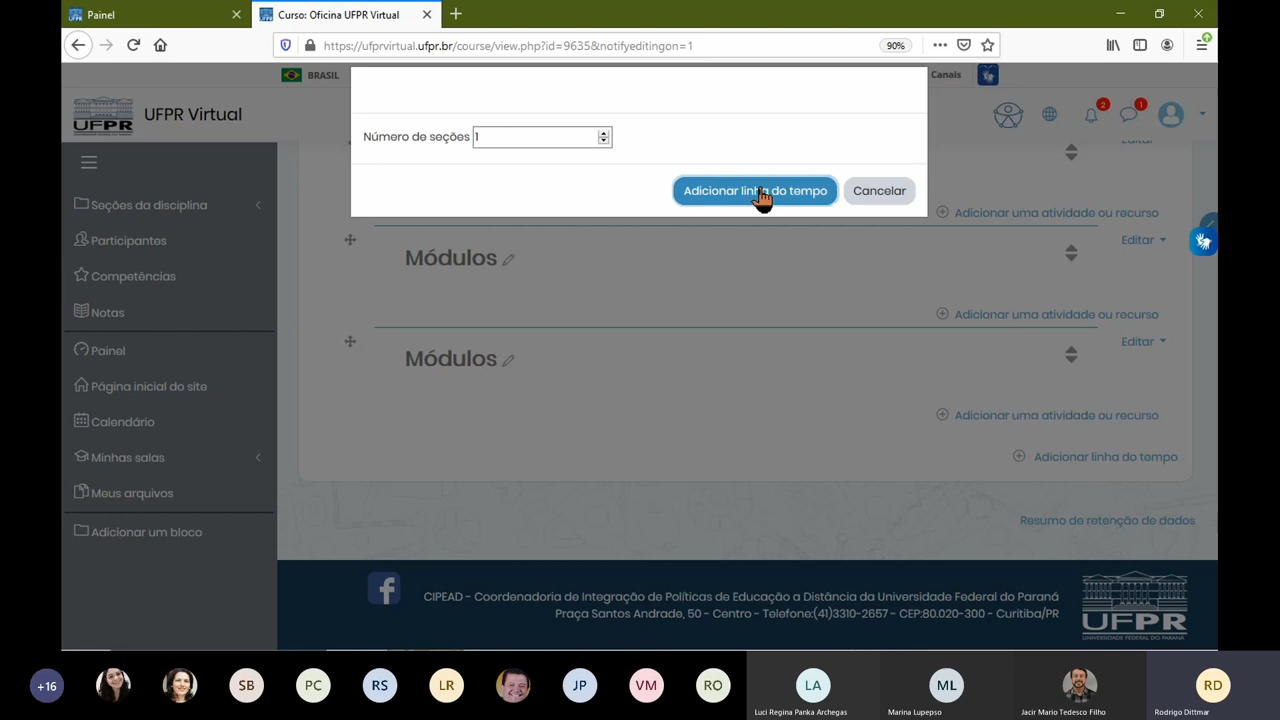 Painel
Curso: Oficina UFPR Virtual
https://ufprvirtual.ufpr.br/course/view.php?id=9635&notifyeditingon=1
90%
BRASIL
Canais
UFPR
UFPR Virtual
2
1
Número de seções 1
Adicionar linha do tempo
Cancelar
Editar
Adicionar uma atividade ou recurso
Seções da disciplina
Participantes
Competências
Notas
Painel
Página inicial do site
Calendário
Minhas salas
Meus arquivos
Adicionar um bloco
Módulos
Editar
Adicionar uma atividade ou recurso
Módulos
Editar
Adicionar uma atividade ou recurso
Adicionar linha do tempo
Resumo de retenção de dados
CIPEAD - Coordenadoria de Integração de Políticas de Educação a Distância da Universidade Federal do Paraná
Praça Santos Andrade, 50 - Centro - Telefone:(41)3310-2657 - CEP:80.020-300 - Curitiba/PR
UFPR
UNIVERSIDADE FEDERAL DO PARANÁ
+16
SB
PC
RS
LR
JP
VM
RO
LA
ML
RD
Luci Regina Panka Archegas
Marina Lupepso
Jacir Mario Tedesco Filho
Rodrigo Dittmar